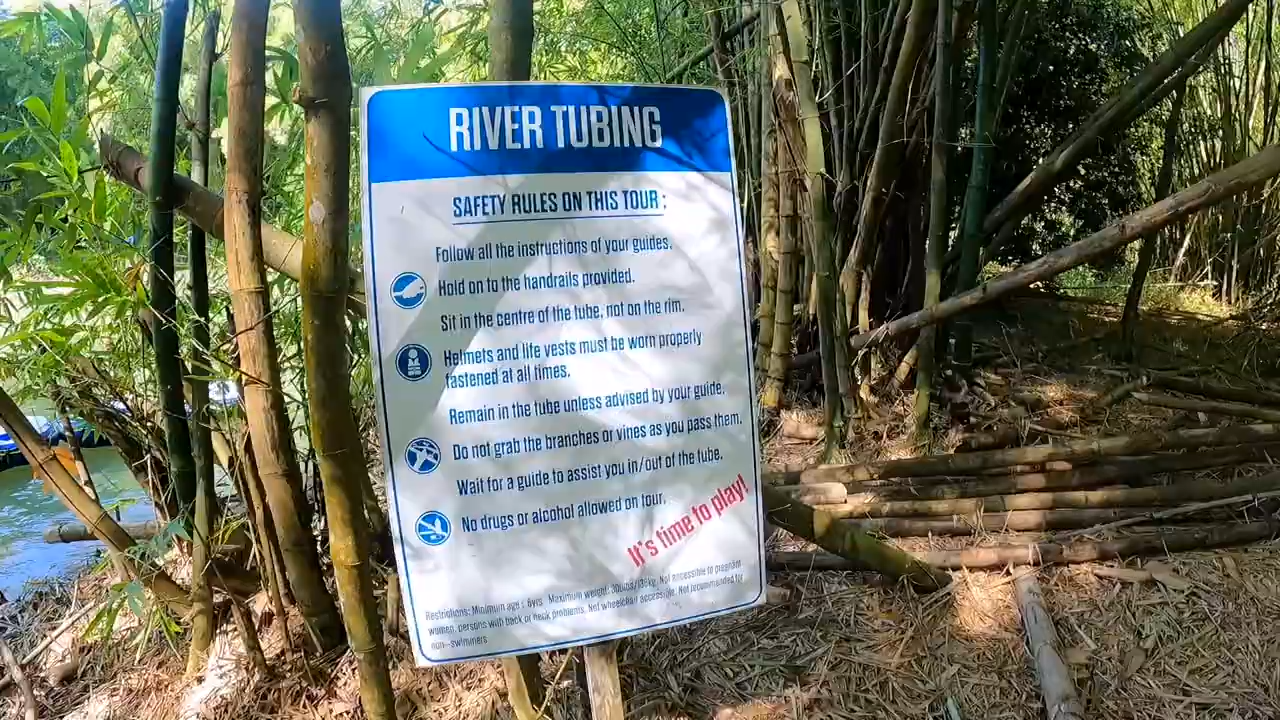 RIVER TUBING
SAFETY RULES ON THIS TOUR :
Follow all the instructions of your guides.
Hold on to the handrails provided.
Sit in the centre of the tube, not on the rim.
Helmets and life vests must be worn properly
fastened at all times.
Remain in the tube unless advised by your guide.
Do not grab the branches or vines as you pass them.
Wait for a guide to assist you in/out of the tube.
No drugs or alcohol allowed on tour.
It's time to play!
Restrictions: Minimum age : 6yrs Maximum weight: Not accessible to pregnant
women, persons with back or neck problems. Not wheelchair accessible. Not recommended for
non-swimmers